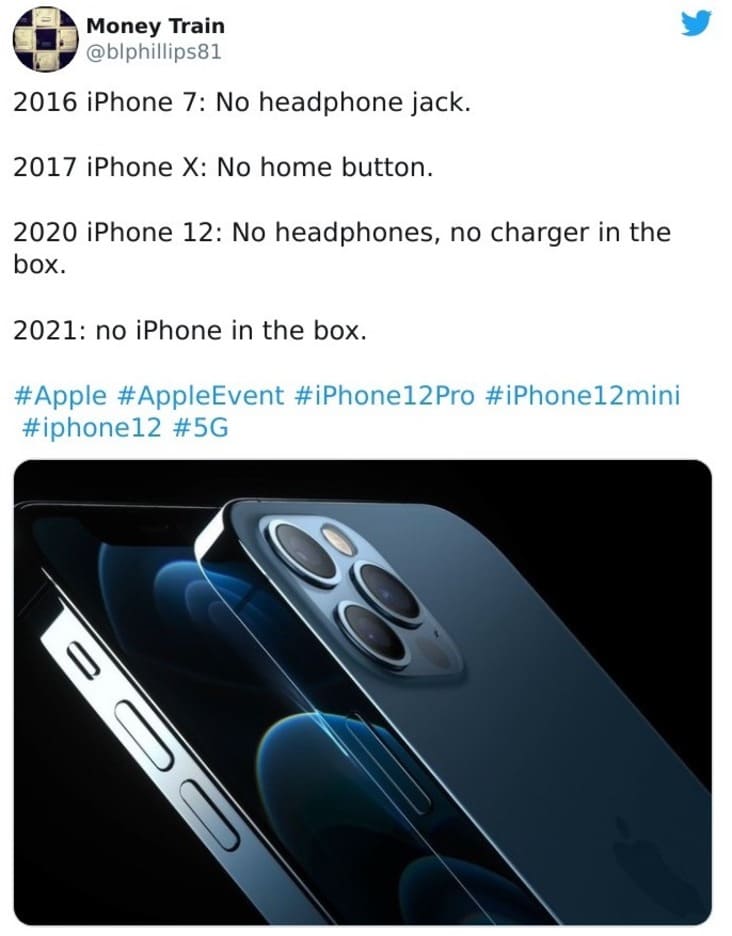 Money Train
@blphillips81
2016 iPhone 7: No headphone jack.
2017 iPhone X: No home button.
2020 iPhone 12: No headphones, no charger in the
box.
2021: no iPhone in the box.
#Apple #AppleEvent #iPhone12Pro #iPhone12mini
#iphone12 #5G